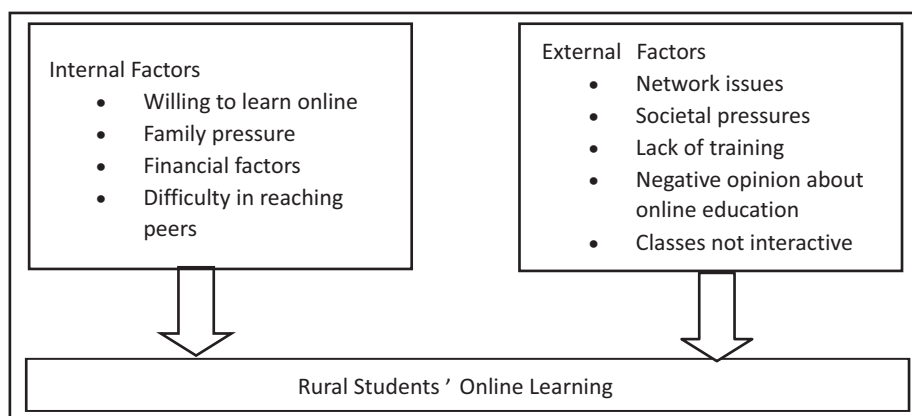 Internal Factors
• Willing to learn online
• Family pressure
• Financial factors
• Difficulty in reaching
peers
External Factors
• Network issues
• Societal pressures
• Lack of training
• Negative opinion about
online education
• Classes not interactive
Rural Students ’ Online Learning